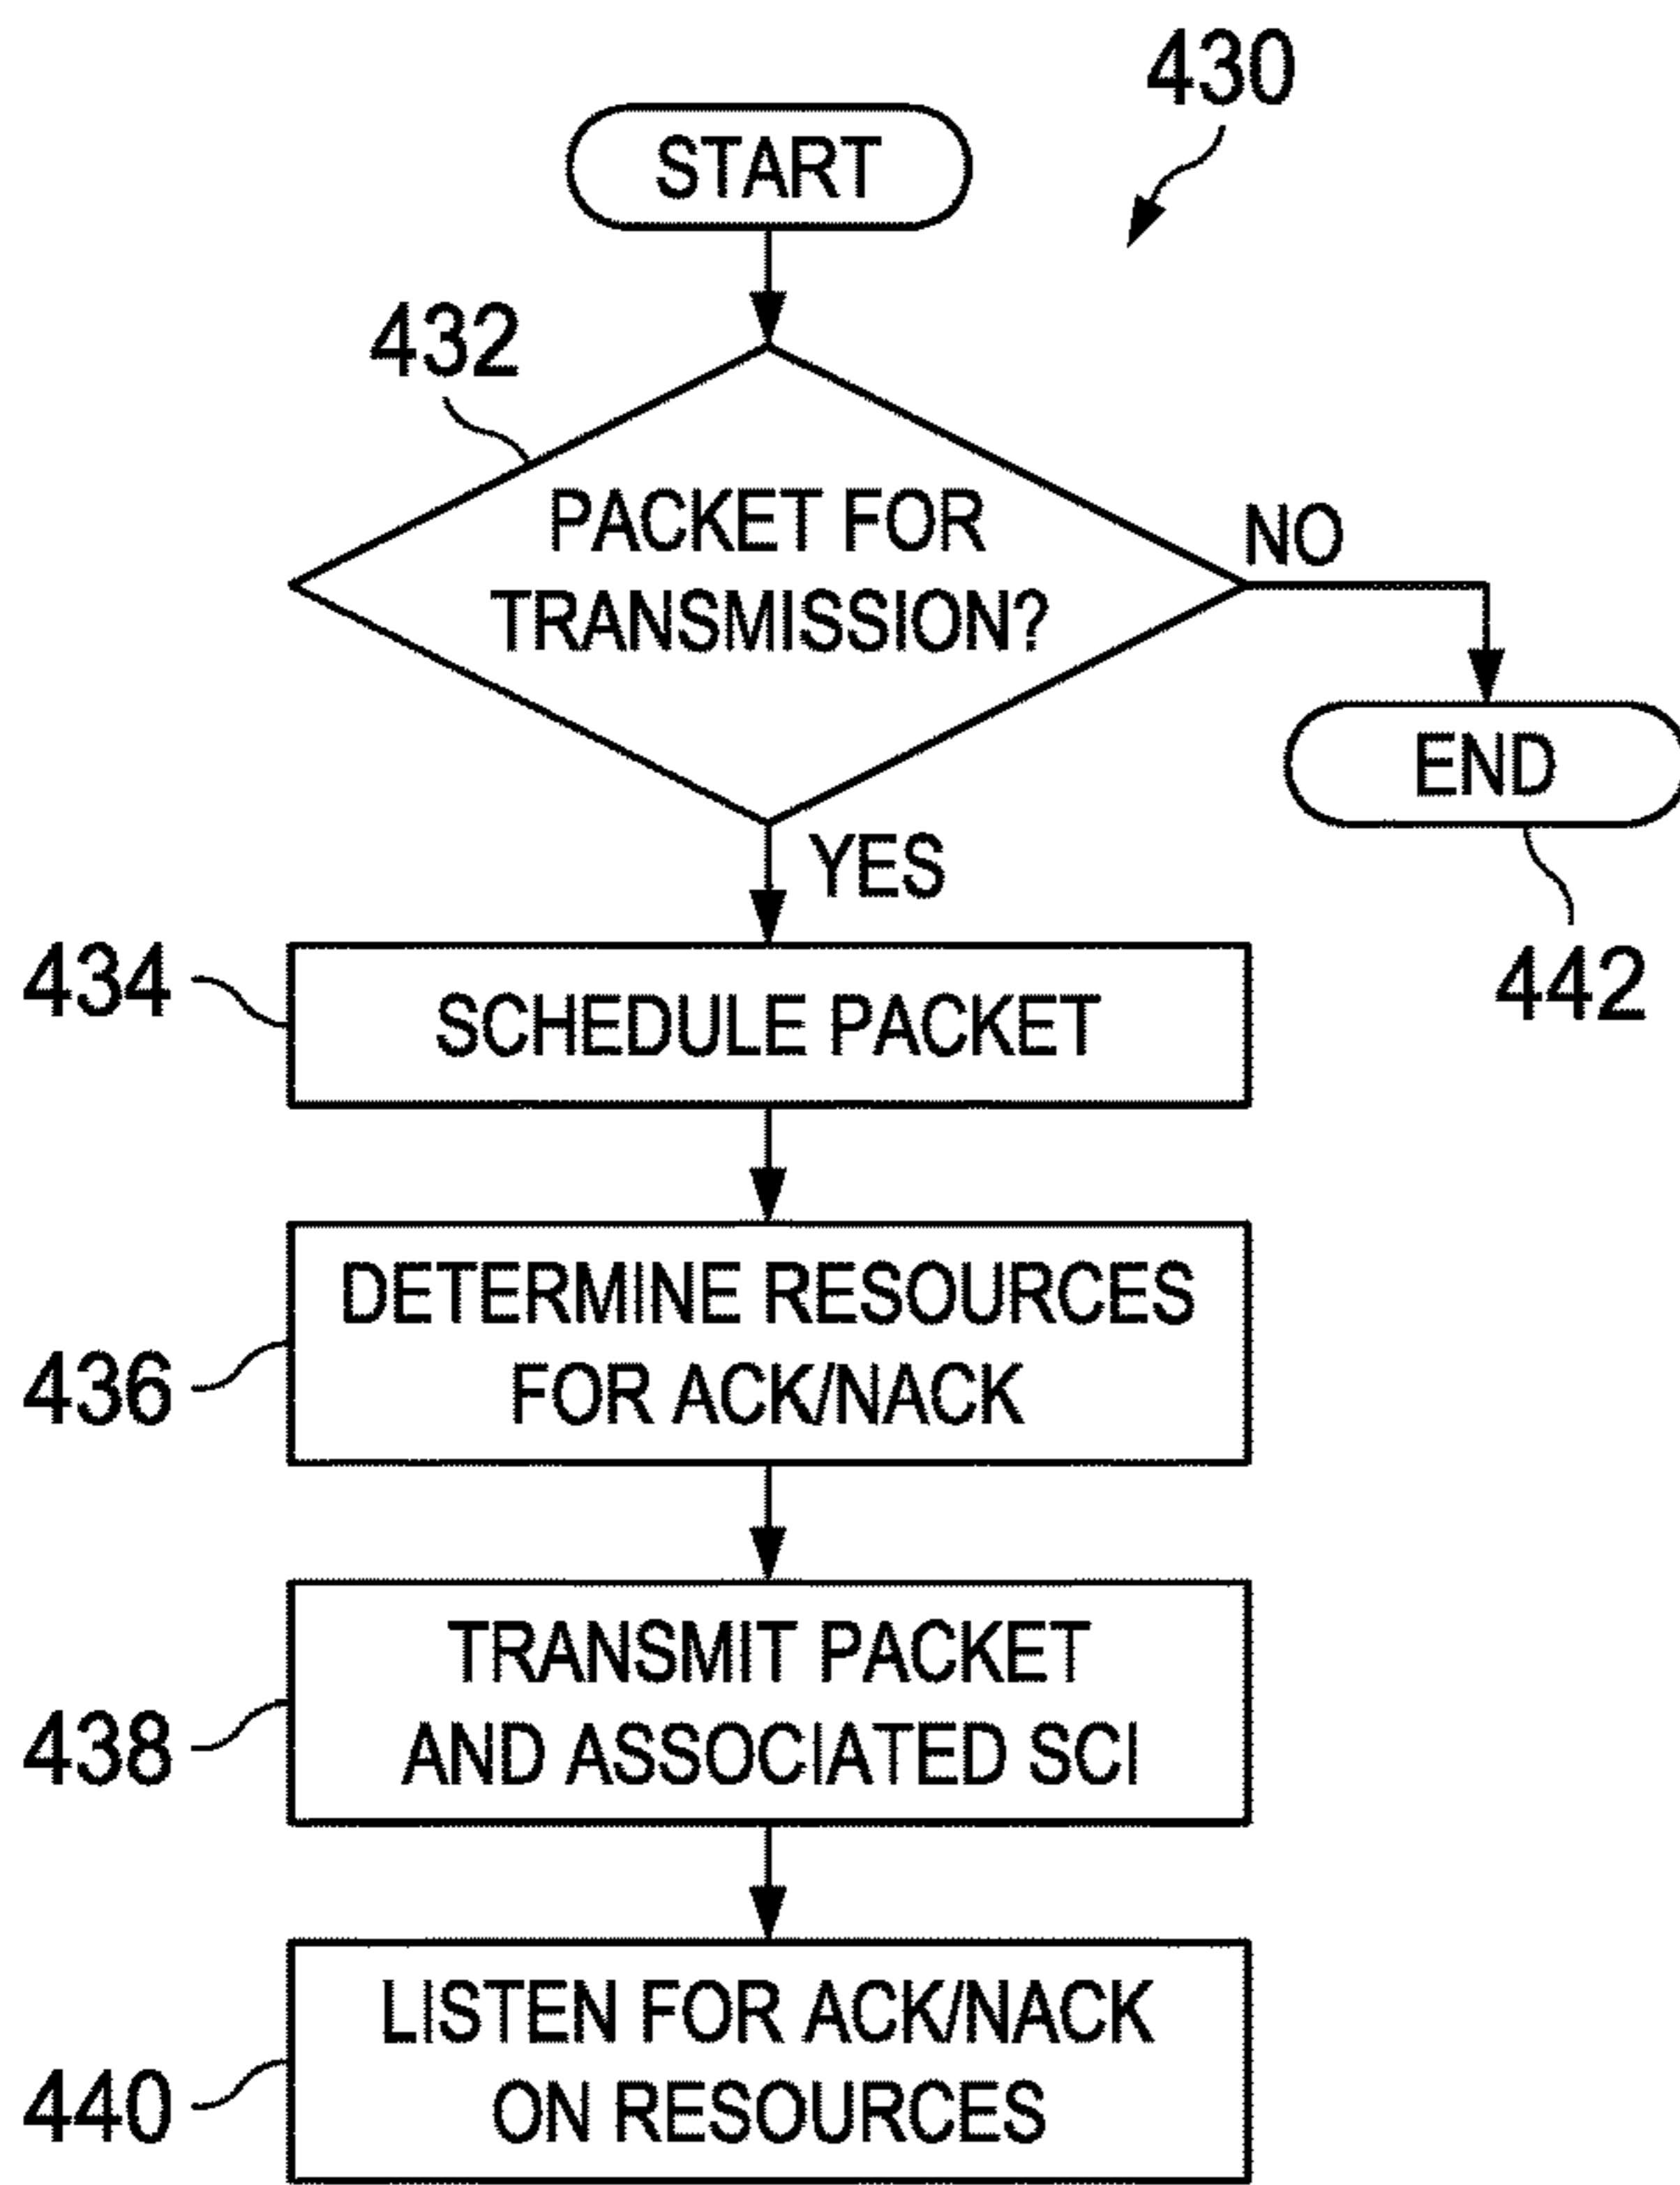 430
START
432
PACKET FOR
TRANSMISSION?
NO
END
442
YES
434
SCHEDULE PACKET
436
DETERMINE RESOURCES
FOR ACK/NACK
438
TRANSMIT PACKET
AND ASSOCIATED SCI
440
LISTEN FOR ACK/NACK
ON RESOURCES